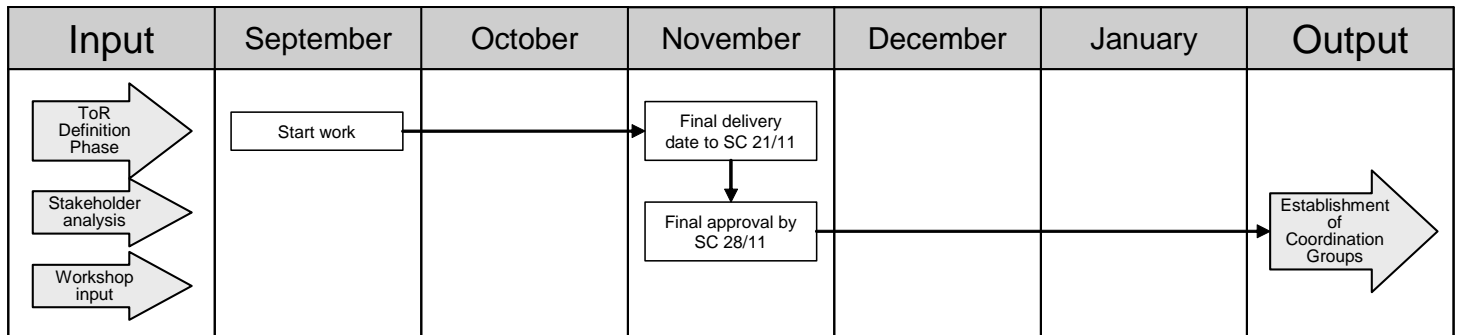 Input
September
October
November
December
January
Output
ToR
Definition
Phase
Stakeholder
analysis
Workshop
input
Start work
Final delivery
date to SC 21/11
Final approval by
SC 28/11
Establishment
of
Coordination
Groups